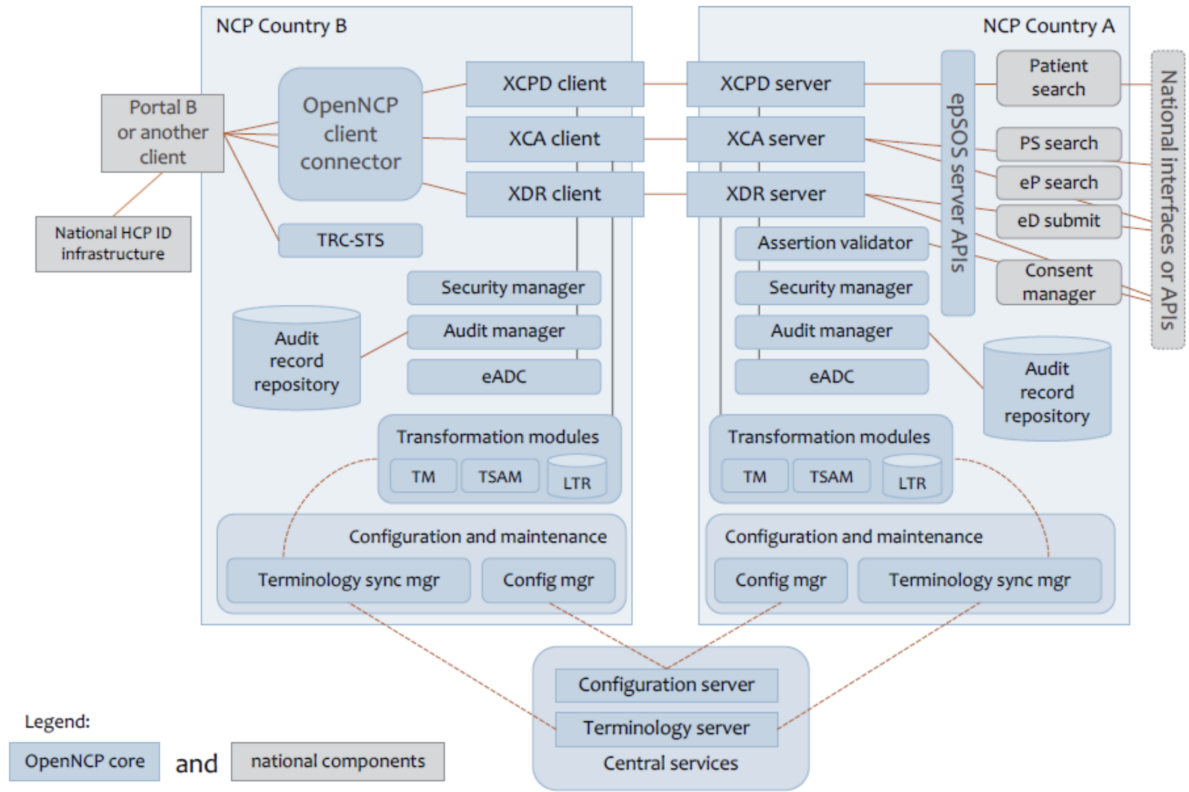 NCP Country B
NCP Country A
Portal B
or another
client
National HCP ID
infrastructure
OpenNCP
client
connector
TRC-STS
XCPD client
XCA client
XDR client
Security manager
Audit manager
eADC
Audit
record
repository
Transformation modules
TM
TSAM
LTR
Configuration and maintenance
Terminology sync mgr
Config mgr
XCPD server
XCA server
XDR server
Assertion validator
Security manager
Audit manager
eADC
epSOS server APIs
Patient
search
PS search
eP search
eD submit
Consent
manager
National interfaces or APIs
Audit
record
repository
Transformation modules
TM
TSAM
LTR
Configuration and maintenance
Config mgr
Terminology sync mgr
Configuration server
Terminology server
Central services
Legend:
OpenNCP core
and
national components